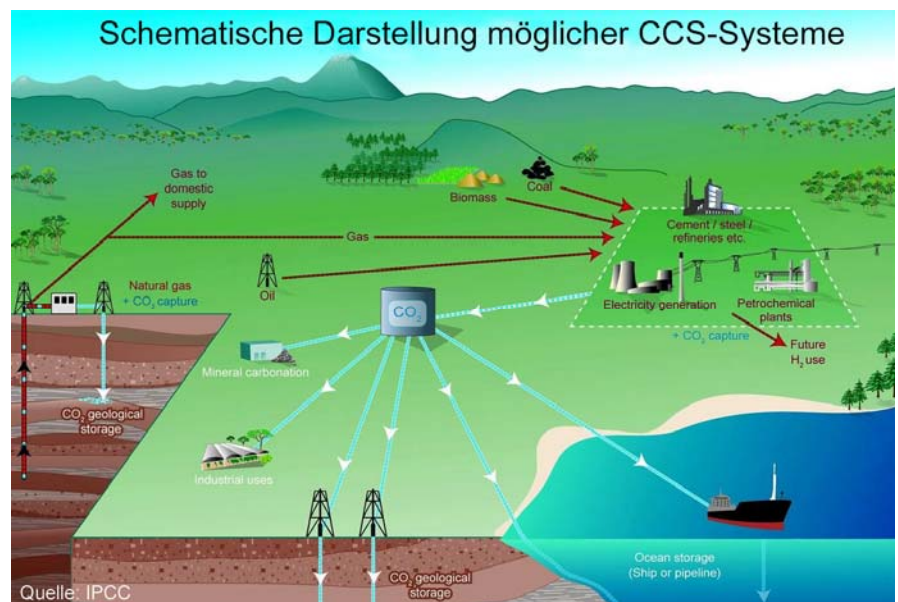 Schematische Darstellung möglicher CCS-Systeme
Gas to
domestic
supply
Biomass
Coal
Cement / steel /
refineries etc.
Gas
Natural gas
+ CO₂ capture
Oil
Electricity generation
Petrochemical
plants
CO₂
+ CO₂ capture
Future
H₂ use
Mineral carbonation
CO₂ geological
storage
Industrial uses
Ocean storage
(Ship or pipeline)
CO₂ geological
storage
Quelle: IPCC